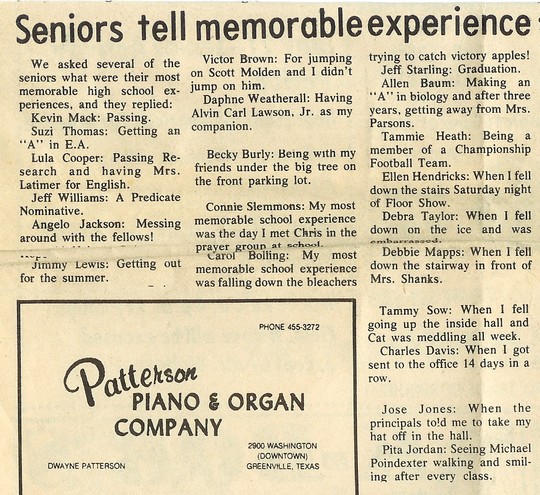 Seniors tell memorable experience
We asked several of the
seniors what were their most
memorable high school ex-
periences, and they replied:
Kevin Mack: Passing.
Suzi Thomas: Getting an
"A" in E.A.
Lula Cooper: Passing Re-
search and having Mrs.
Latimer for English.
Jeff Williams: A Predicate
Nominative.
Angelo Jackson: Messing
around with the fellows!
Jimmy Lewis: Getting out
for the summer.
Victor Brown: For jumping
on Scott Molden and I didn't
jump on him.
Daphne Weatherall: Having
Alvin Carl Lawson, Jr. as my
companion.
Becky Burly: Being with my
friends under the big tree on
the front parking lot.
Connie Slemmons: My most
memorable school experience
was the day I met Chris in the
prayer group at school.
Carol Bolling: My most
memorable school experience
was falling down the bleachers
trying to catch victory apples!
Jeff Starling: Graduation.
Allen Baum: Making an
"A" in biology and after three
years, getting away from Mrs.
Parsons.
Tammie Heath: Being a
member of a Championship
Football Team.
Ellen Hendricks: When I fell
down the stairs Saturday night
of Floor Show.
Debra Taylor: When I fell
down on the ice and was
embarrassed.
Debbie Mapps: When I fell
down the stairway in front of
Mrs. Shanks.
Tammy Sow: When I fell
going up the inside hall and
Cat was meddling all week.
Charles Davis: When I got
sent to the office 14 days in a
row.
Jose Jones: When the
principals told me to take my
hat off in the hall.
Pita Jordan: Seeing Michael
Poindexter walking and smil-
ing after every class.
PHONE 455-3272
Patterson
PIANO & ORGAN
COMPANY
DWAYNE PATTERSON
2900 WASHINGTON
(DOWNTOWN)
GREENVILLE, TEXAS